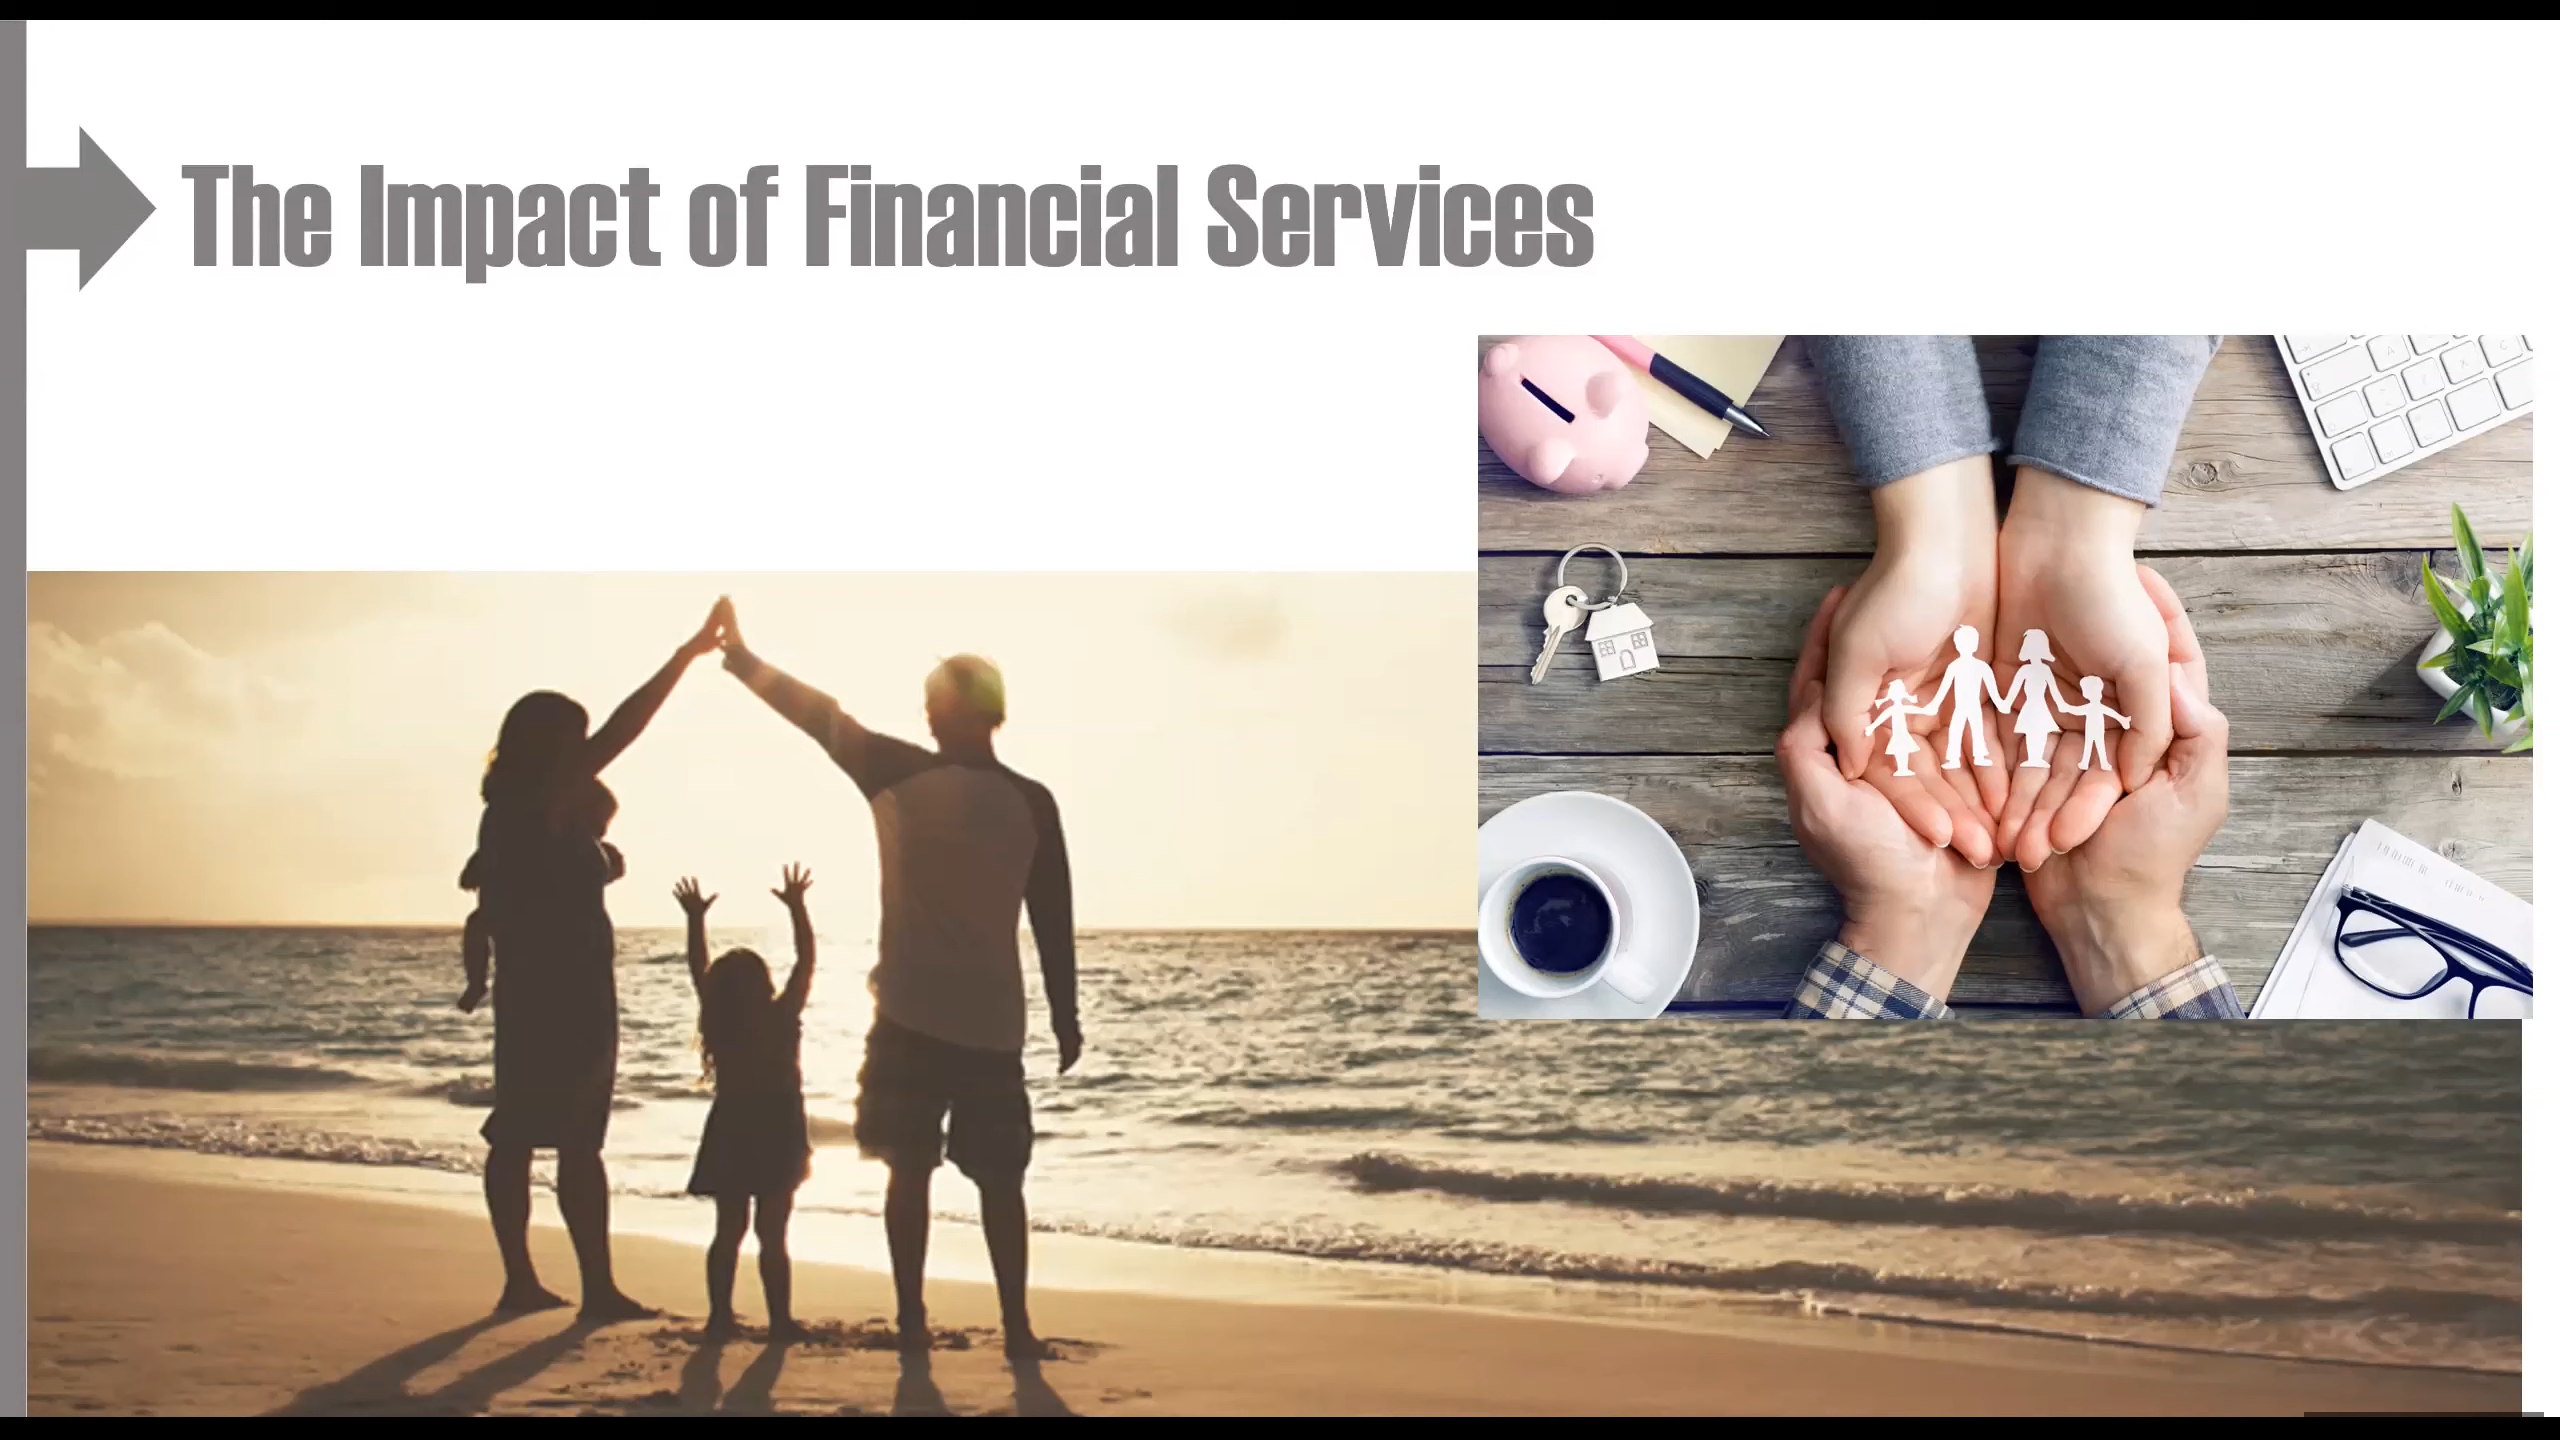 The Impact of Financial Services